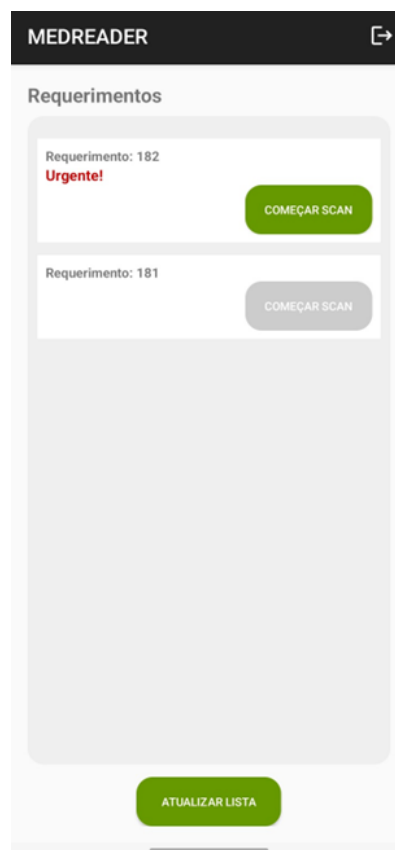 MEDREADER
Requerimentos
Requerimento: 182
Urgente!
COMEÇAR SCAN
Requerimento: 181
COMEÇAR SCAN
ATUALIZAR LISTA